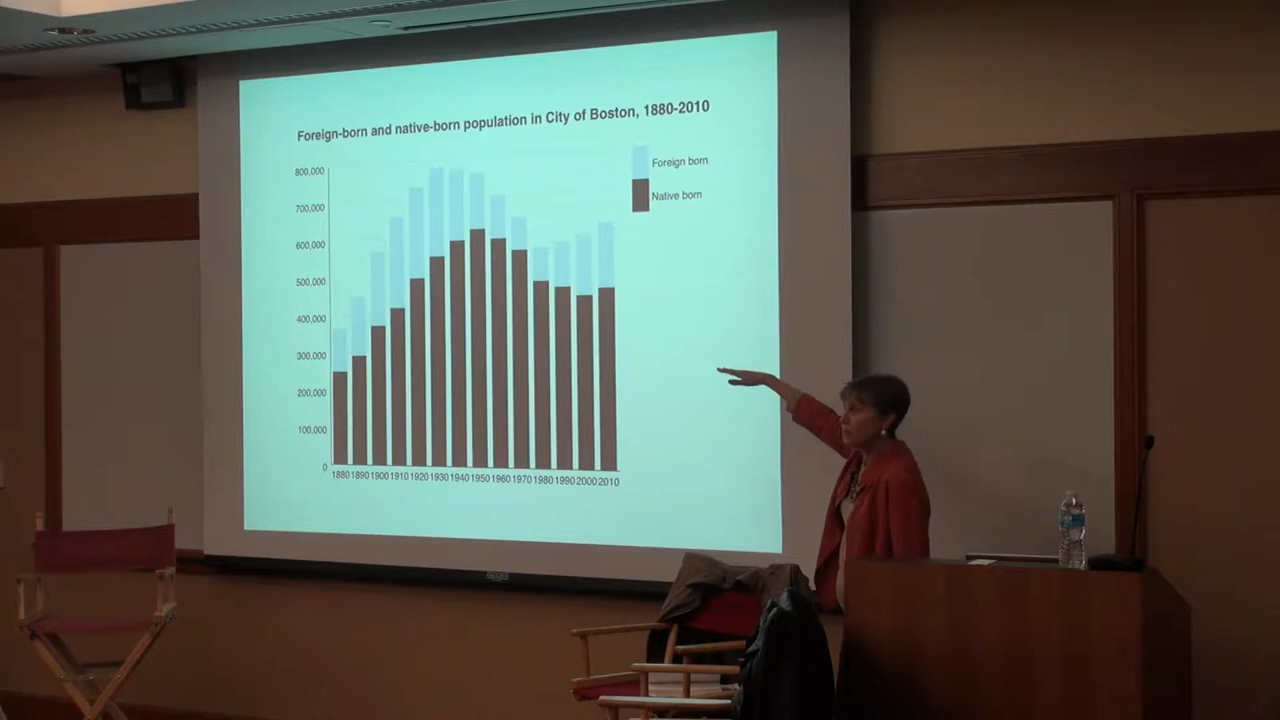 Foreign-born and native-born population in City of Boston, 1880-2010
Foreign born
Native born
800,000
700,000
600,000
500,000
400,000
300,000
200,000
100,000
0
1880 1890 1900 1910 1920 1930 1940 1950 1960 1970 1980 1990 2000 2010